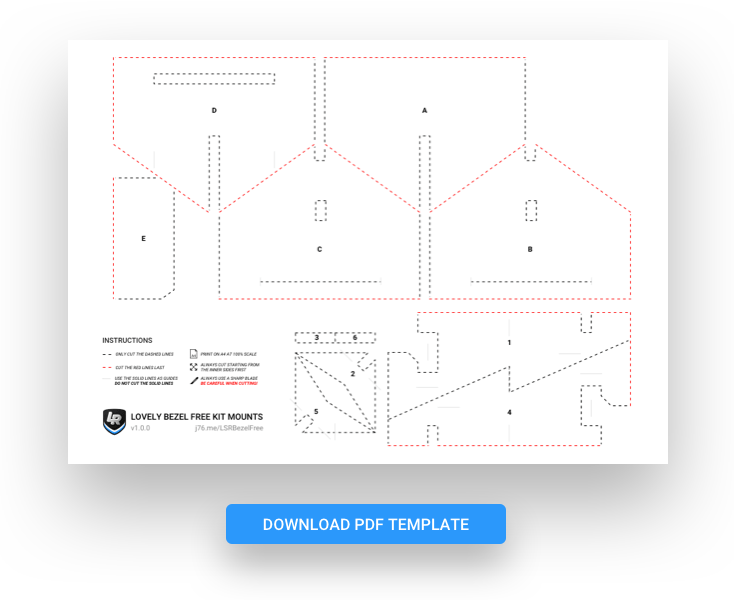 D
A
E
C
B
INSTRUCTIONS
ONLY CUT THE DASHED LINES
PRINT ON A4 AT 100% SCALE
CUT THE RED LINES LAST
ALWAYS CUT STARTING FROM
THE INNER SIDES FIRST
USE THE SOLID LINES AS GUIDES
DO NOT CUT THE SOLID LINES
ALWAYS USE A SHARP BLADE
BE CAREFUL WHEN CUTTING!
3
6
1
2
5
4
LR
LOVELY BEZEL FREE KIT MOUNTS
v1.0.0
j76.me/LSRBezelFree
DOWNLOAD PDF TEMPLATE